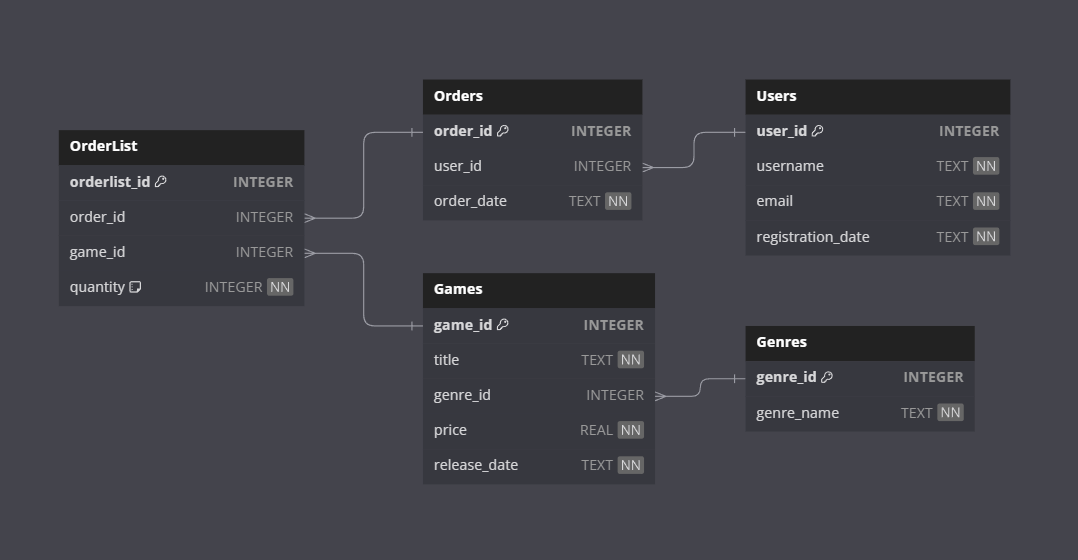 OrderList
orderlist_id INTEGER
order_id INTEGER
game_id INTEGER
quantity INTEGER NN
Orders
order_id INTEGER
user_id INTEGER
order_date TEXT NN
Users
user_id INTEGER
username TEXT NN
email TEXT NN
registration_date TEXT NN
Games
game_id INTEGER
title TEXT NN
genre_id INTEGER
price REAL NN
release_date TEXT NN
Genres
genre_id INTEGER
genre_name TEXT NN